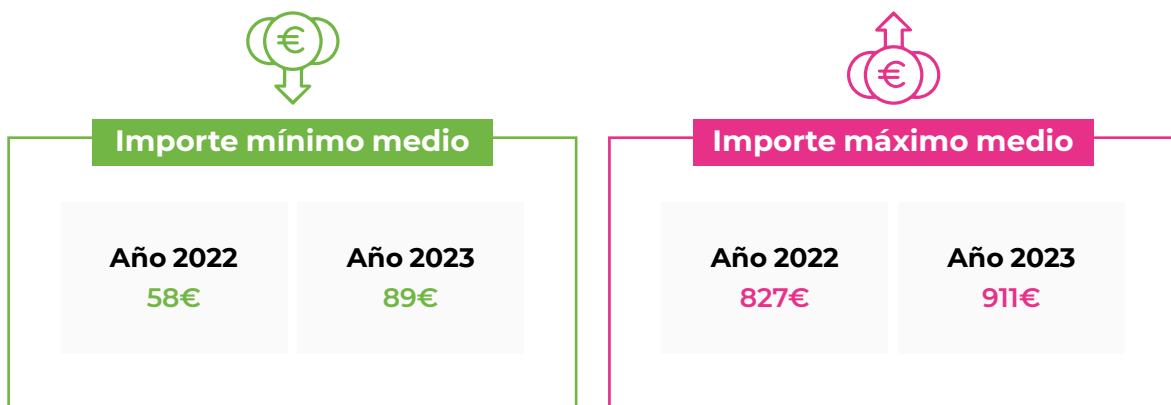 €
€
Importe mínimo medio
Importe máximo medio
Año 2022
58€
Año 2023
89€
Año 2022
827€
Año 2023
911€